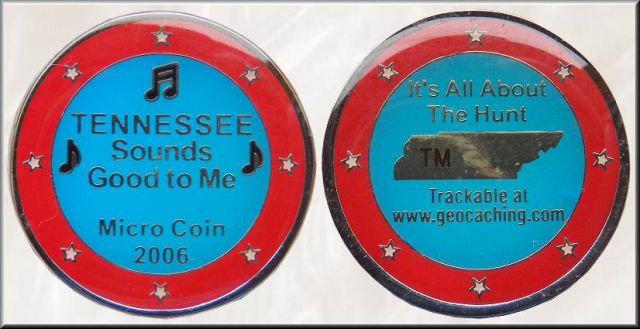 TENNESSEE
Sounds
Good to Me
Micro Coin
2006
It's All About
The Hunt
TM
Trackable at
www.geocaching.com